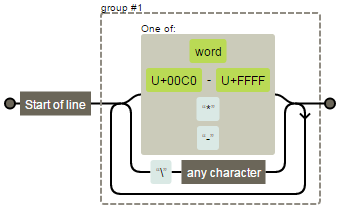 group #1
One of:
word
U+00C0 - U+FFFF
Start of line
"*"
"-"
"\" any character